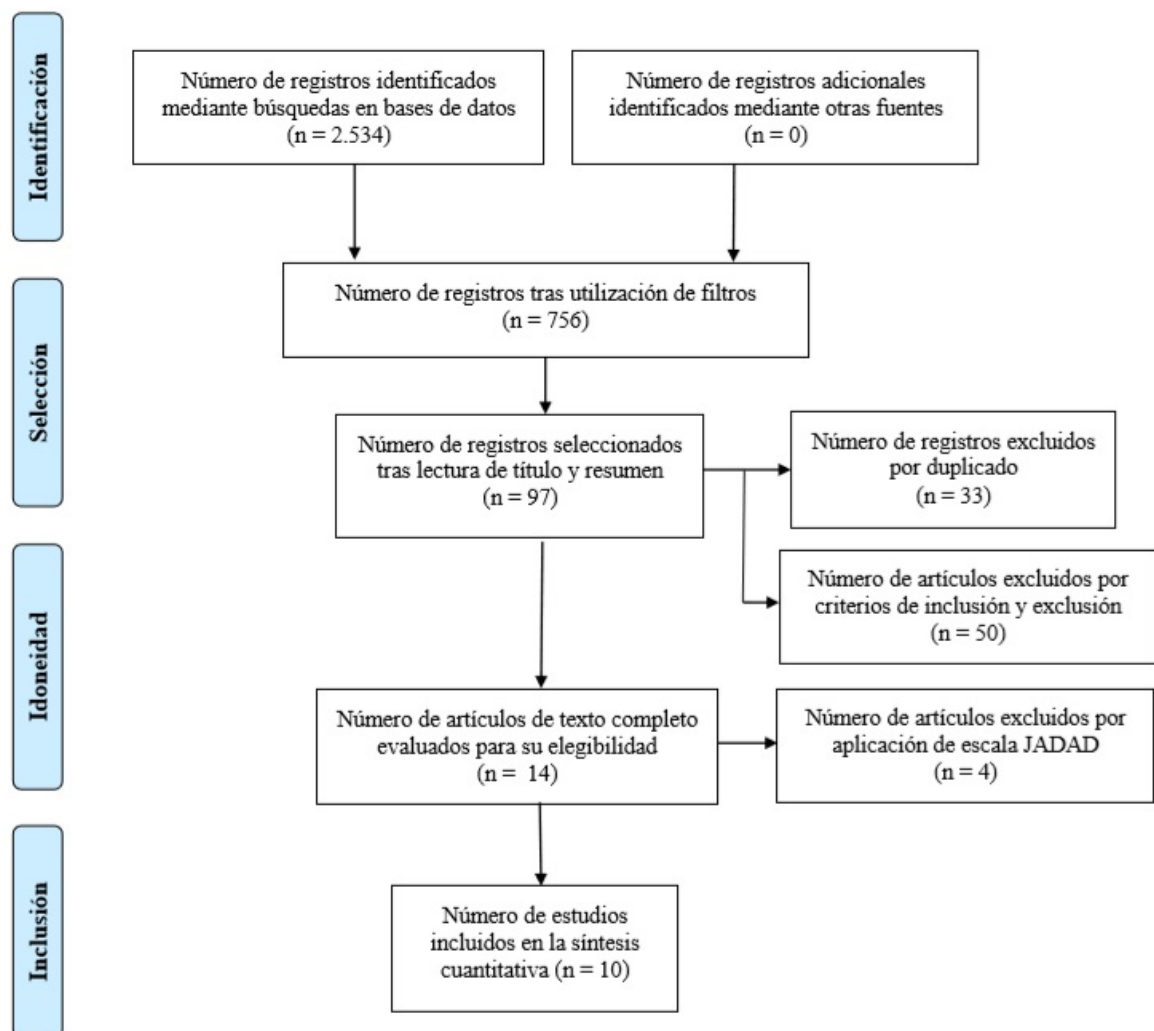 Identificación
Número de registros identificados
mediante búsquedas en bases de datos
(n = 2.534)
Número de registros adicionales
identificados mediante otras fuentes
(n = 0)
Selección
Número de registros tras utilización de filtros
(n = 756)
Número de registros seleccionados
tras lectura de título y resumen
(n = 97)
Número de registros excluidos
por duplicado
(n = 33)
Idoneidad
Número de artículos excluidos por
criterios de inclusión y exclusión
(n = 50)
Número de artículos de texto completo
evaluados para su elegibilidad
(n = 14)
Número de artículos excluidos por
aplicación de escala JADAD
(n = 4)
Inclusión
Número de estudios
incluidos en la síntesis
cuantitativa (n = 10)